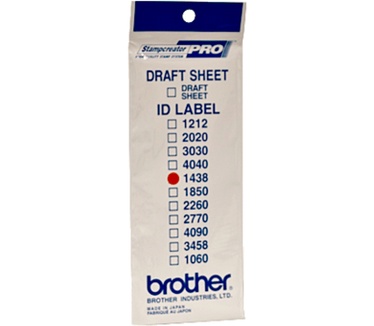 Stampcreator PRO
DRAFT SHEET
DRAFT
SHEET
ID LABEL
1212
2020
3030
4040
1438
1850
2260
2770
4090
3458
1060
brother
BROTHER INDUSTRIES, LTD.
MADE IN JAPAN
FABRIQUÉ AU JAPON